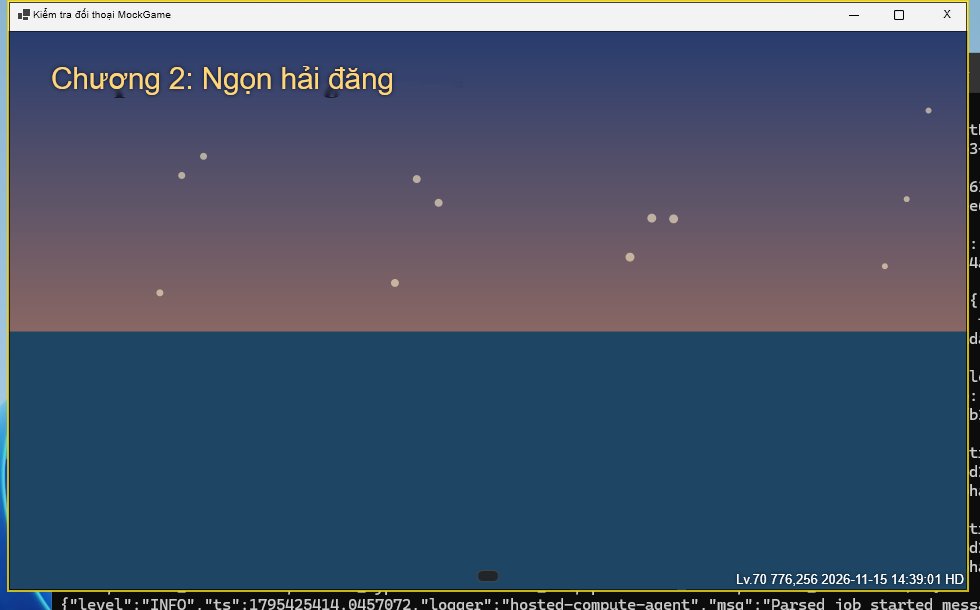 Kiểm tra đối thoại MockGame
Chương 2: Ngọn hải đăng
Lv.70 776,256 2026-11-15 14:39:01 HD
{"level":"INFO","ts":1795425414.0457072,"logger":"hosted-compute-agent","msg":"Parsed job started mes